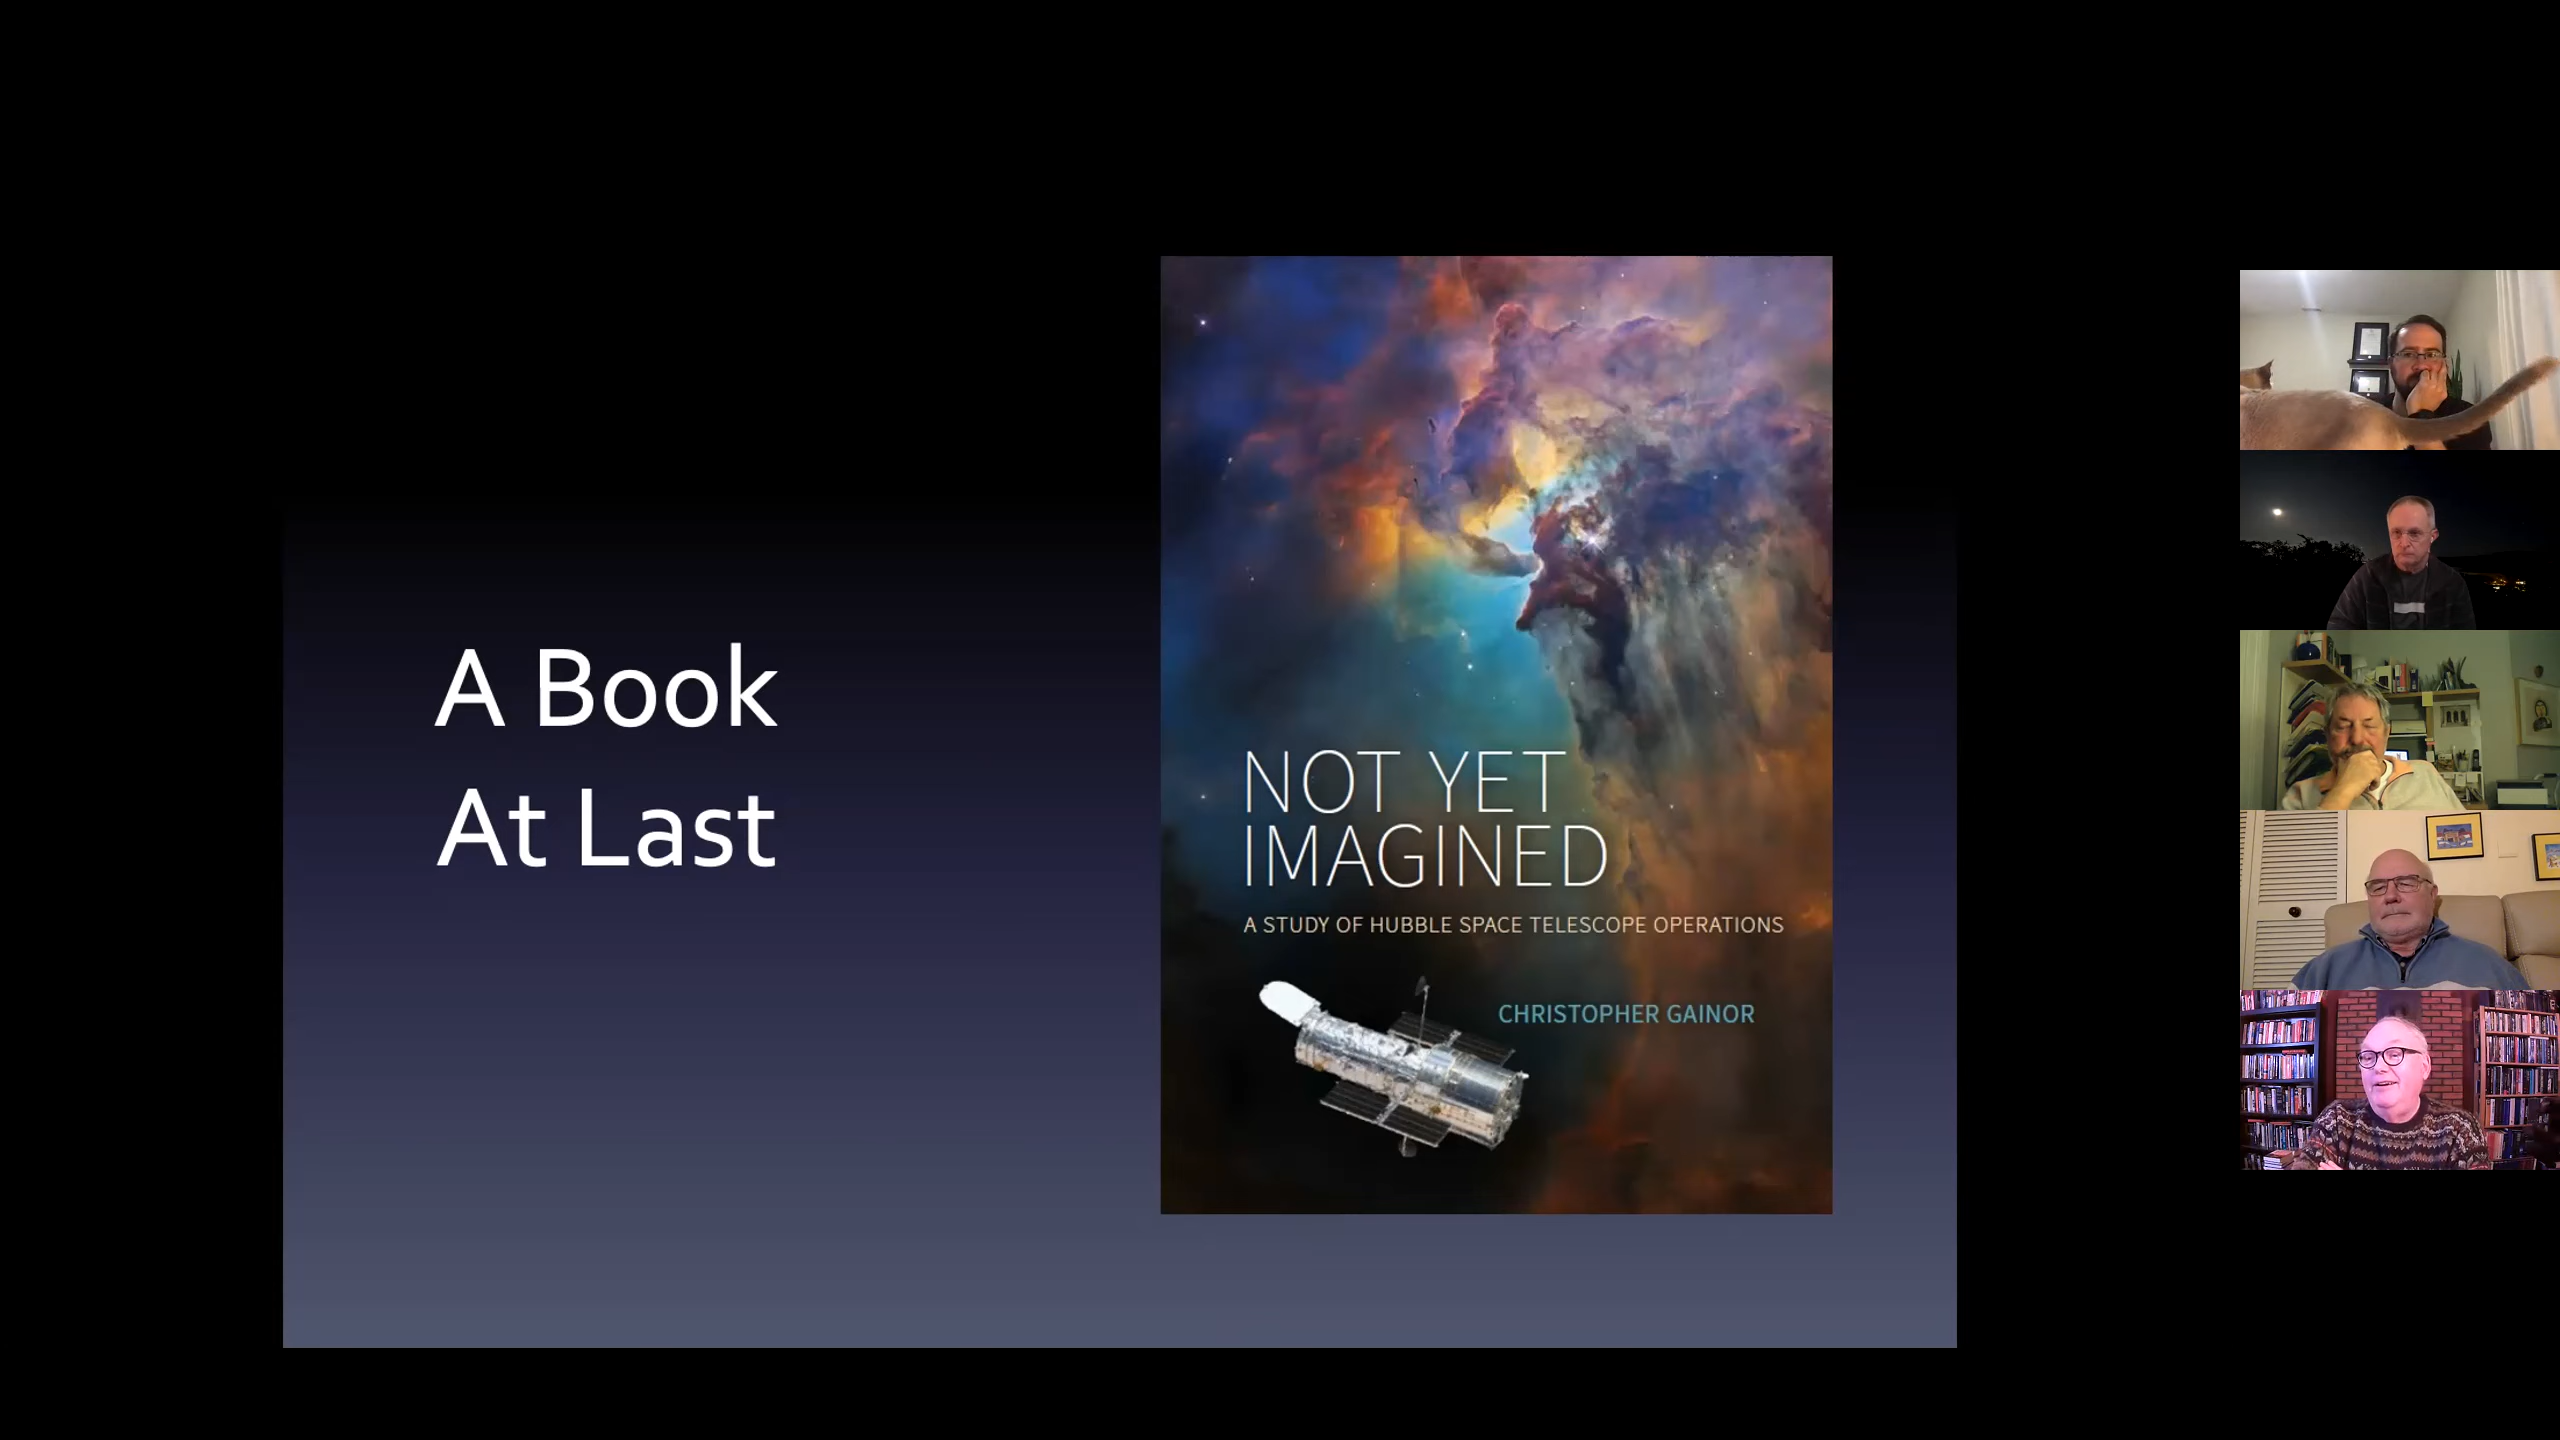 A Book
At Last
NOT YET
IMAGINED
A STUDY OF HUBBLE SPACE TELESCOPE OPERATIONS
CHRISTOPHER GAINOR